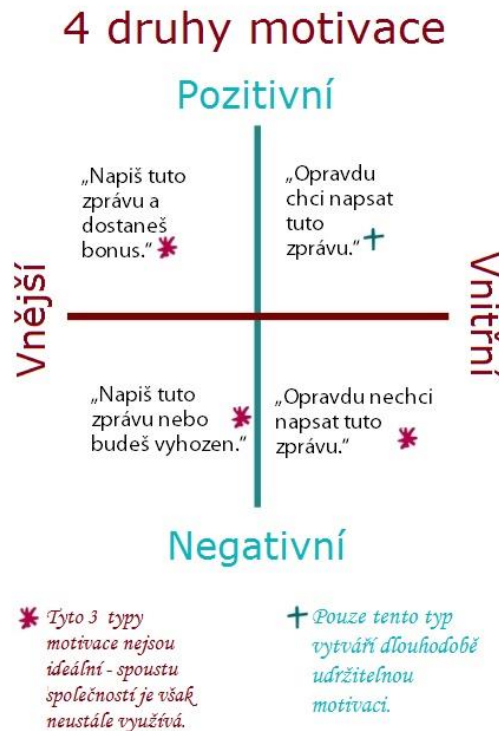 4 druhy motivace
Pozitivní
„Napiš tuto
zprávu a
dostaneš
bonus.“
„Opravdu
chci napsat
tuto
zprávu.“
Vnější
Vnitřní
„Napiš tuto
zprávu nebo
budeš vyhozen.“
„Opravdu nechci
napsat tuto
zprávu.“
Negativní
Tyto 3 typy
motivace nejsou
ideální - spoustu
společností je však
neustále využívá.
Pouze tento typ
vytváří dlouhodobě
udržitelnou
motivaci.